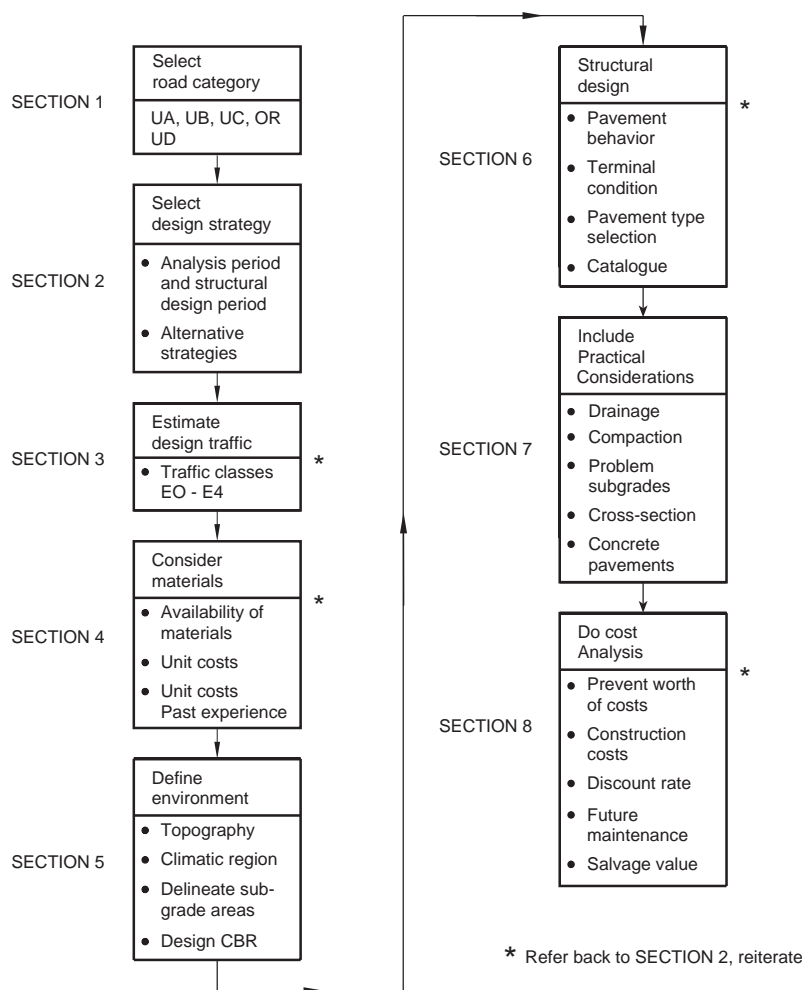 SECTION 1
Select
road category
UA, UB, UC, OR
UD
SECTION 2
Select
design strategy
• Analysis period
and structural
design period
• Alternative
strategies
SECTION 3
Estimate
design traffic
• Traffic classes
EO - E4
*
SECTION 4
Consider
materials
• Availability of
materials
• Unit costs
• Unit costs
Past experience
*
SECTION 5
Define
environment
• Topography
• Climatic region
• Delineate sub-
grade areas
• Design CBR
SECTION 6
Structural
design
• Pavement
behavior
• Terminal
condition
• Pavement type
selection
• Catalogue
*
SECTION 7
Include
Practical
Considerations
• Drainage
• Compaction
• Problem
subgrades
• Cross-section
• Concrete
pavements
SECTION 8
Do cost
Analysis
• Prevent worth
of costs
• Construction
costs
• Discount rate
• Future
maintenance
• Salvage value
*
* Refer back to SECTION 2, reiterate